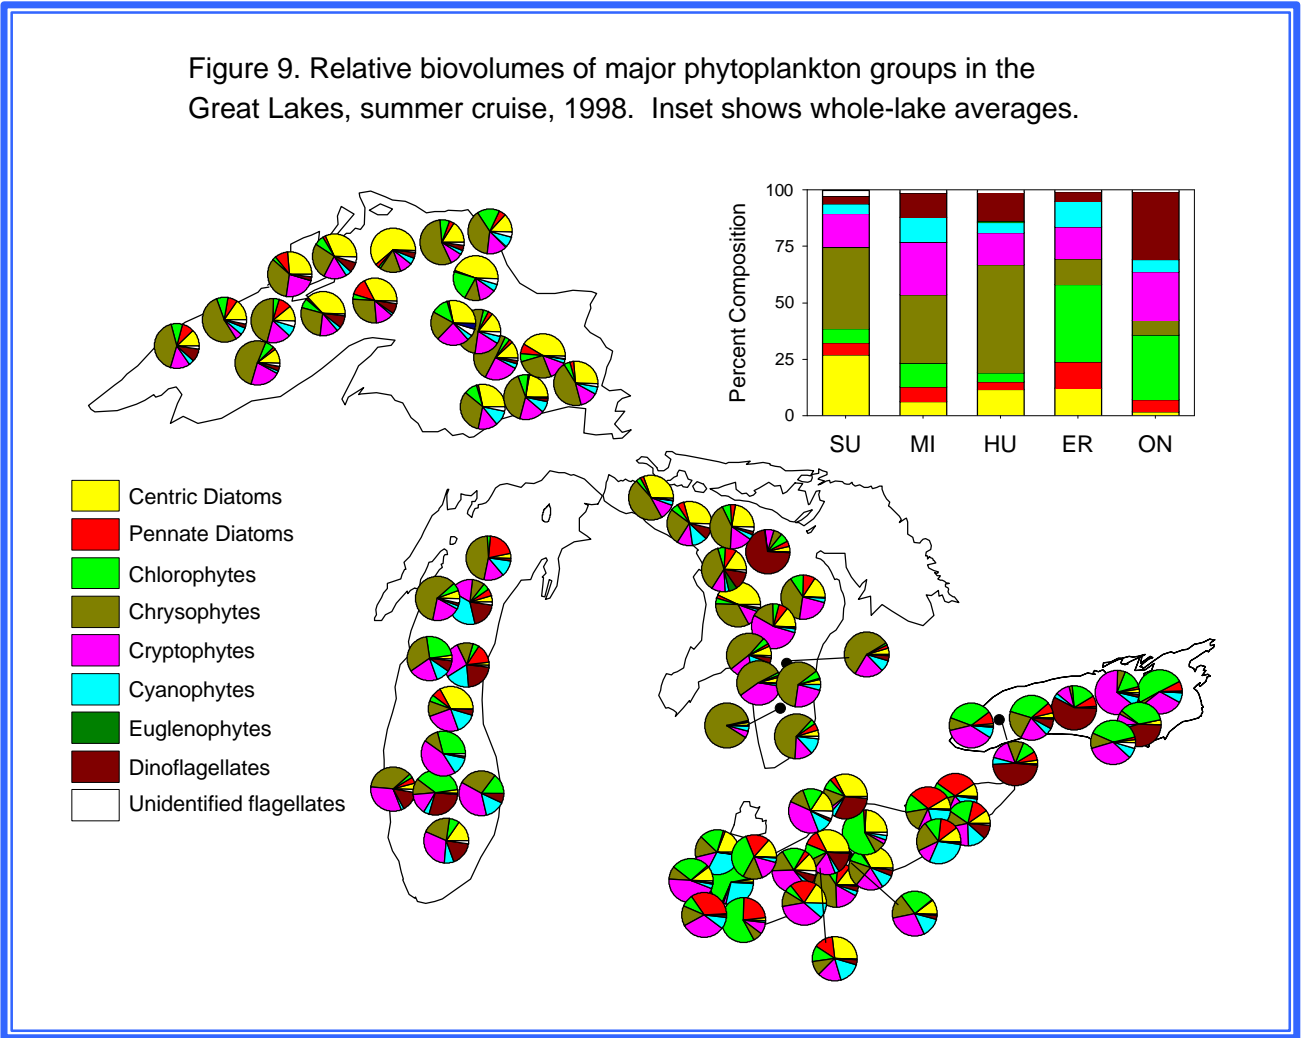 Figure 9. Relative biovolumes of major phytoplankton groups in the
Great Lakes, summer cruise, 1998.  Inset shows whole-lake averages.
Percent Composition
100
75
50
25
0
SU MI HU ER ON
Centric Diatoms
Pennate Diatoms
Chlorophytes
Chrysophytes
Cryptophytes
Cyanophytes
Euglenophytes
Dinoflagellates
Unidentified flagellates